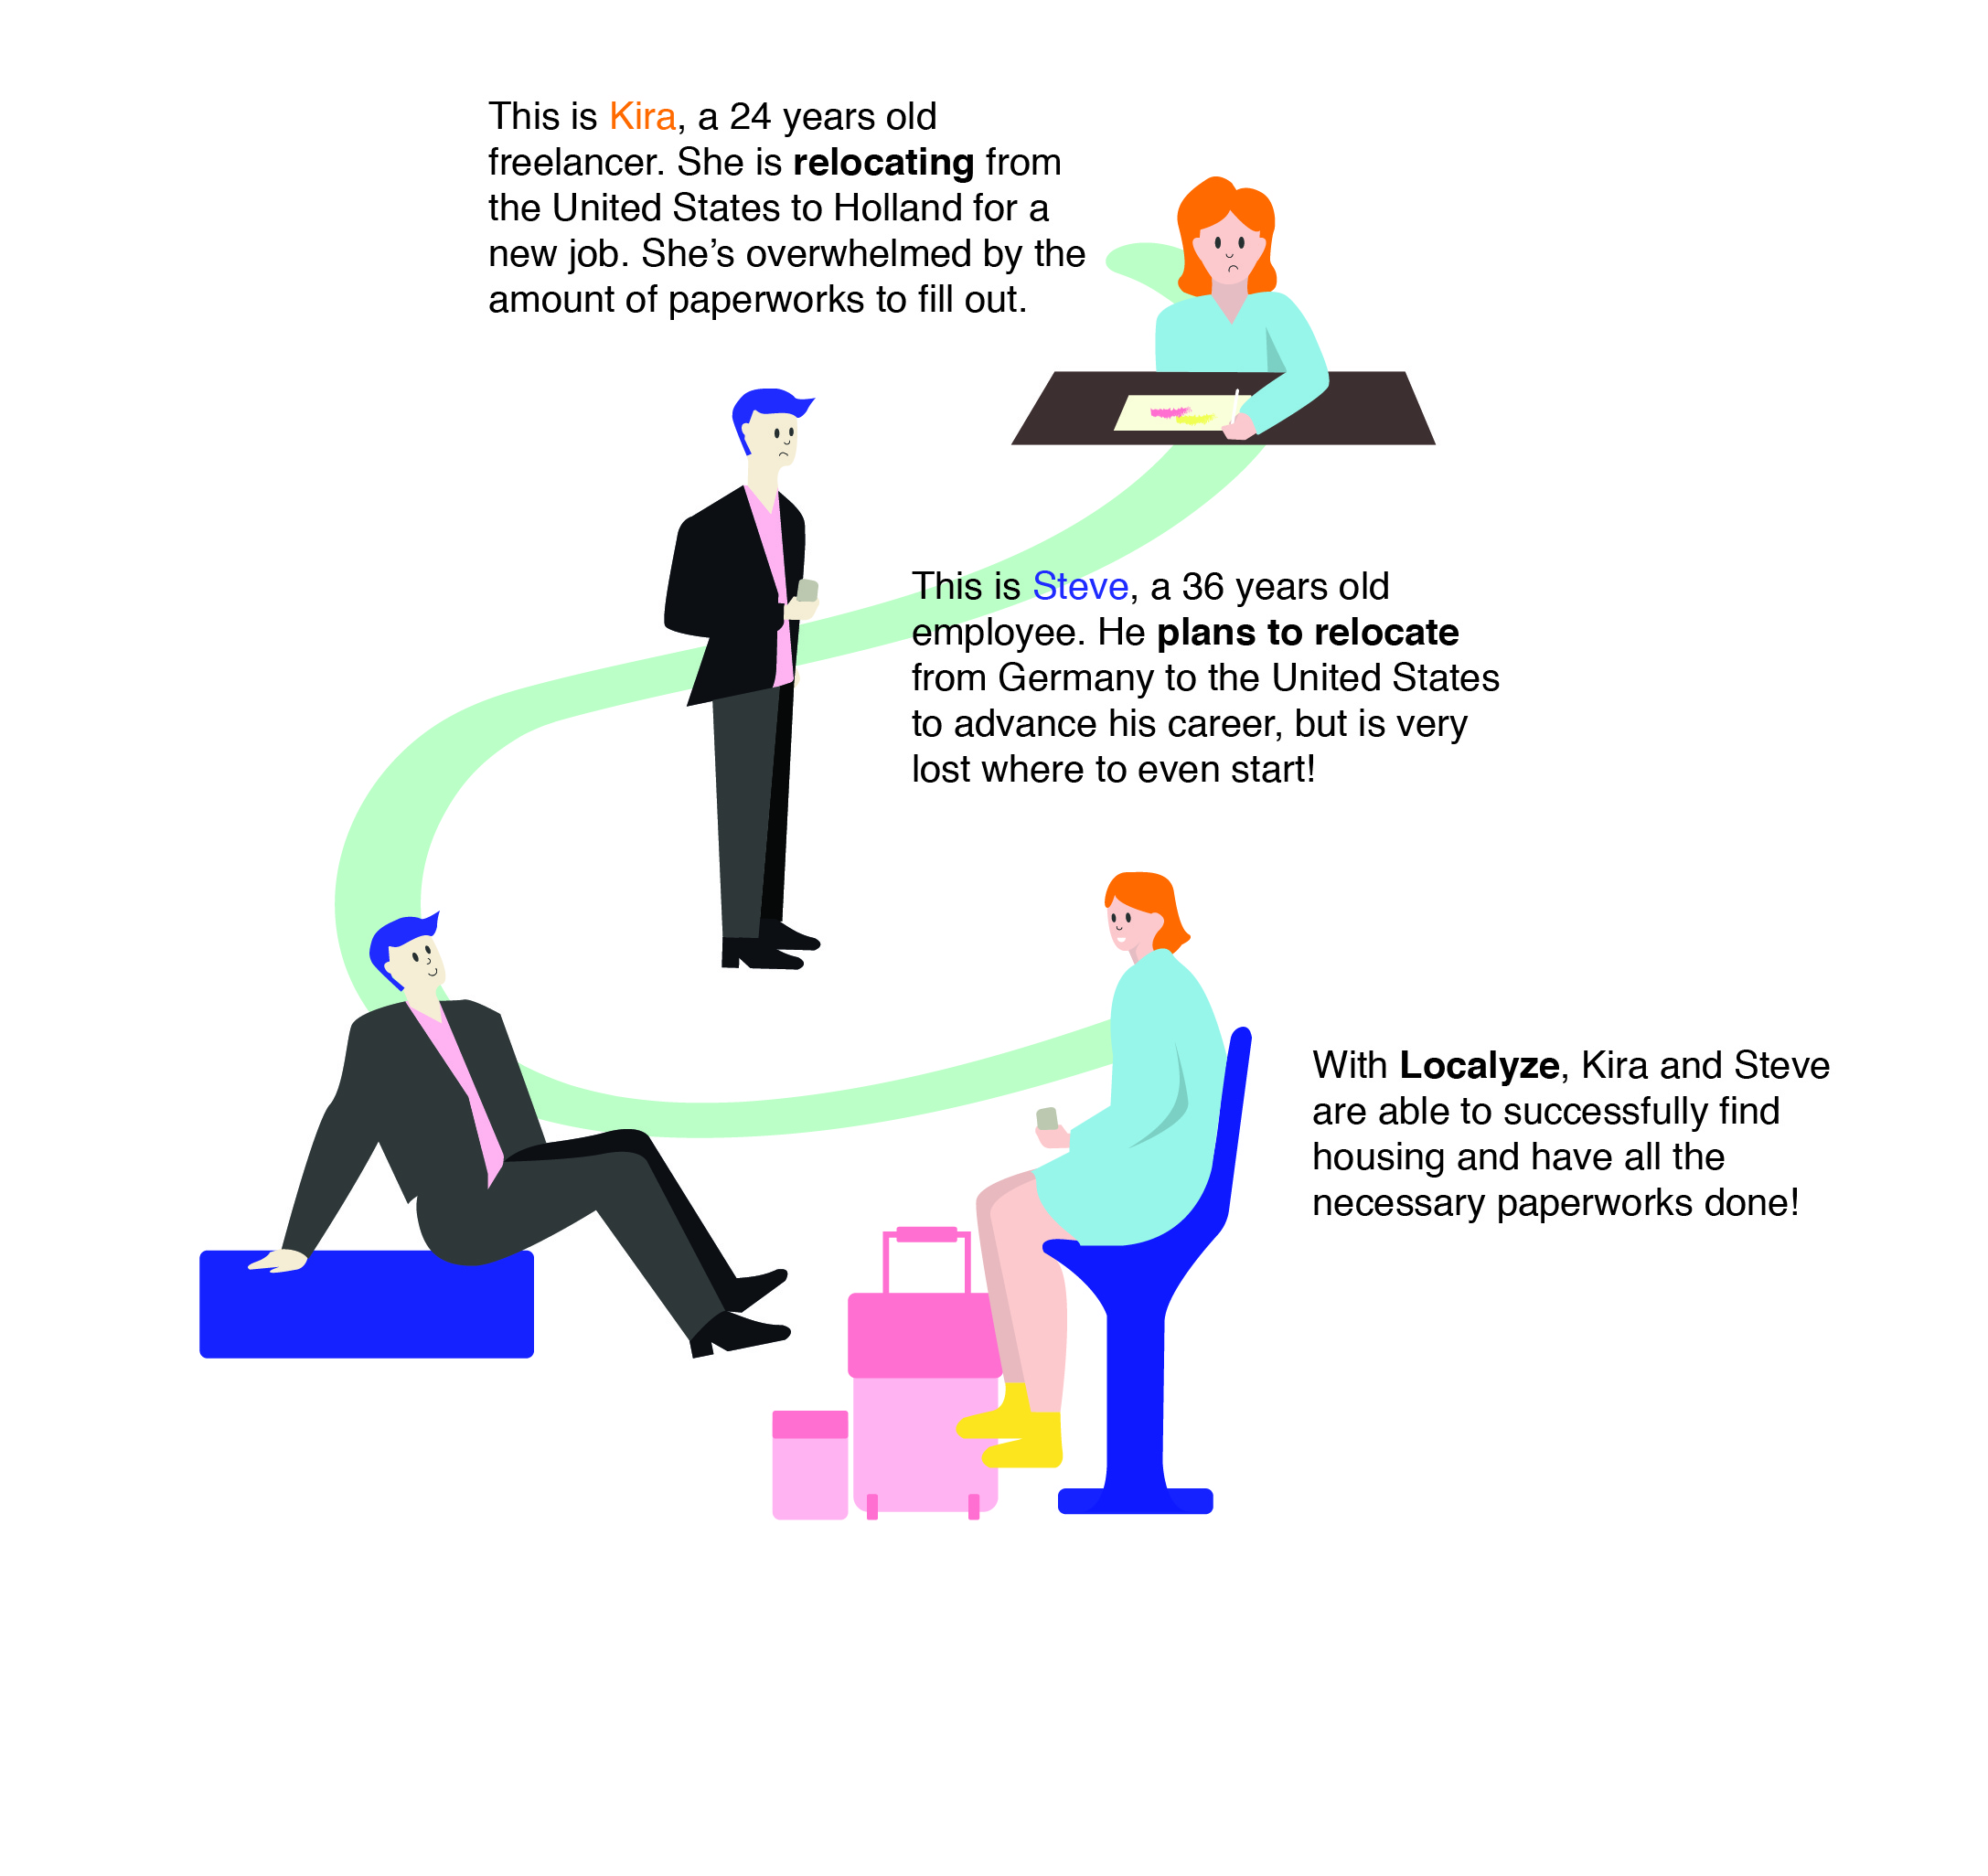 This is Kira, a 24 years old
freelancer. She is relocating from
the United States to Holland for a
new job. She’s overwhelmed by the
amount of paperworks to fill out.
This is Steve, a 36 years old
employee. He plans to relocate
from Germany to the United States
to advance his career, but is very
lost where to even start!
With Localyze, Kira and Steve
are able to successfully find
housing and have all the
necessary paperworks done!